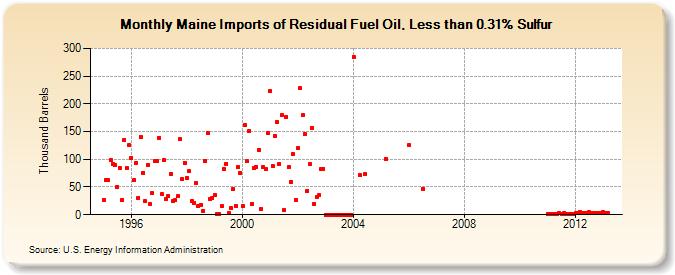 Monthly Maine Imports of Residual Fuel Oil, Less than 0.31% Sulfur
Thousand Barrels
300
250
200
150
100
50
0
1996 2000 2004 2008 2012
Source: U.S. Energy Information Administration